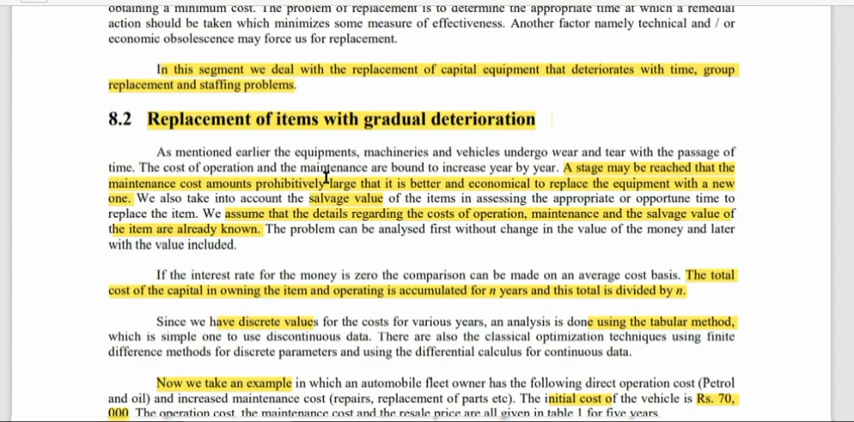 obtaining a minimum cost. The problem of replacement is to determine the appropriate time at which a remedial
action should be taken which minimizes some measure of effectiveness. Another factor namely technical and / or
economic obsolescence may force us for replacement.
In this segment we deal with the replacement of capital equipment that deteriorates with time, group
replacement and staffing problems.
8.2 Replacement of items with gradual deterioration
As mentioned earlier the equipments, machineries and vehicles undergo wear and tear with the passage of
time. The cost of operation and the maintenance are bound to increase year by year. A stage may be reached that the
maintenance cost amounts prohibitively large that it is better and economical to replace the equipment with a new
one. We also take into account the salvage value of the items in assessing the appropriate or opportune time to
replace the item. We assume that the details regarding the costs of operation, maintenance and the salvage value of
the item are already known. The problem can be analysed first without change in the value of the money and later
with the value included.
If the interest rate for the money is zero the comparison can be made on an average cost basis. The total
cost of the capital in owning the item and operating is accumulated for n years and this total is divided by n.
Since we have discrete values for the costs for various years, an analysis is done using the tabular method,
which is simple one to use discontinuous data. There are also the classical optimization techniques using finite
difference methods for discrete parameters and using the differential calculus for continuous data.
Now we take an example in which an automobile fleet owner has the following direct operation cost (Petrol
and oil) and increased maintenance cost (repairs, replacement of parts etc). The initial cost of the vehicle is Rs. 70,
000. The operation cost, the maintenance cost and the resale price are all given in table 1 for five years